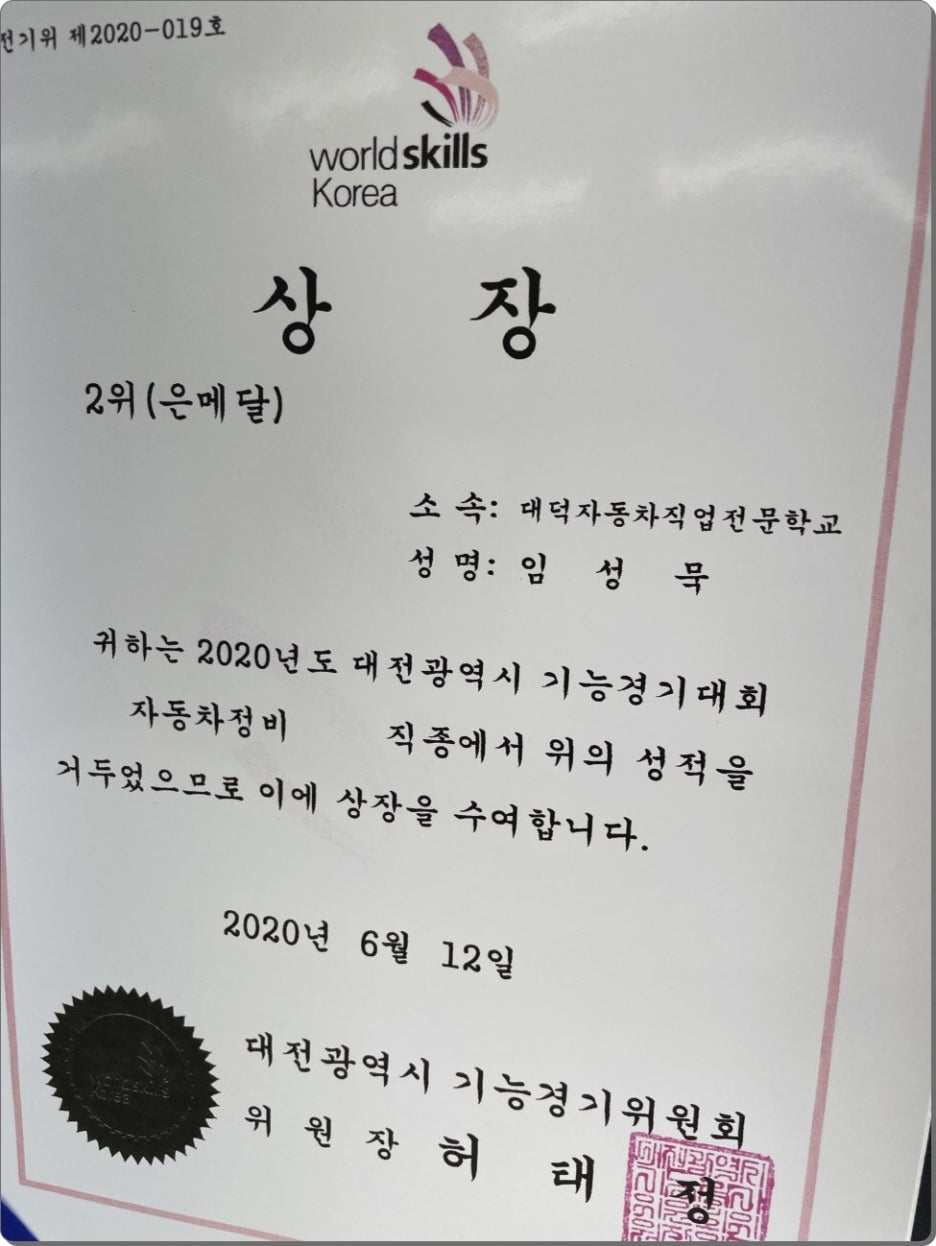 전기위 제2020-019호
worldskills
Korea
상 장
2위(은메달)
소 속: 대덕자동차직업전문학교
성 명: 임 성 묵
귀하는 2020년도 대전광역시 기능경기대회
자동차정비 직종에서 위의 성적을
거두었으므로 이에 상장을 수여합니다.
2020년 6월 12일
worldskills
Korea
대전광역시 기능경기위원회
위 원 장 허 태 정